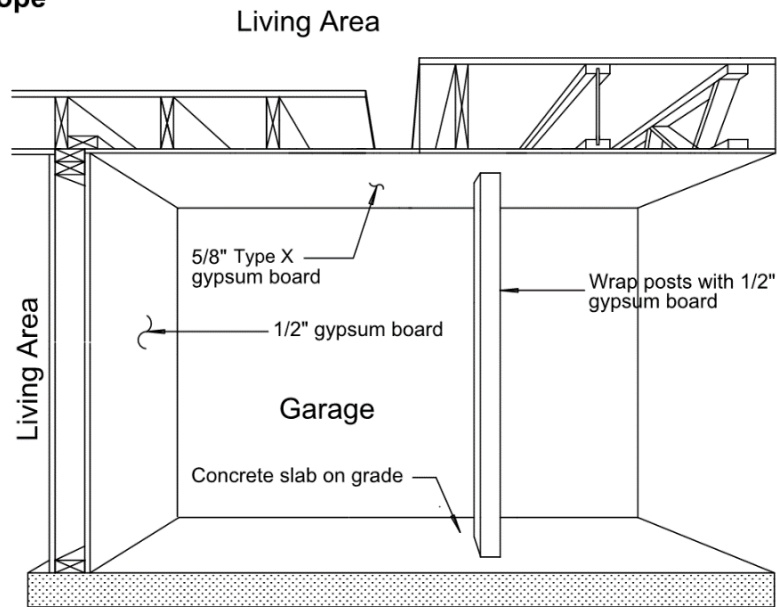 Living Area
5/8" Type X
gypsum board
Wrap posts with 1/2"
gypsum board
1/2" gypsum board
Living Area
Garage
Concrete slab on grade